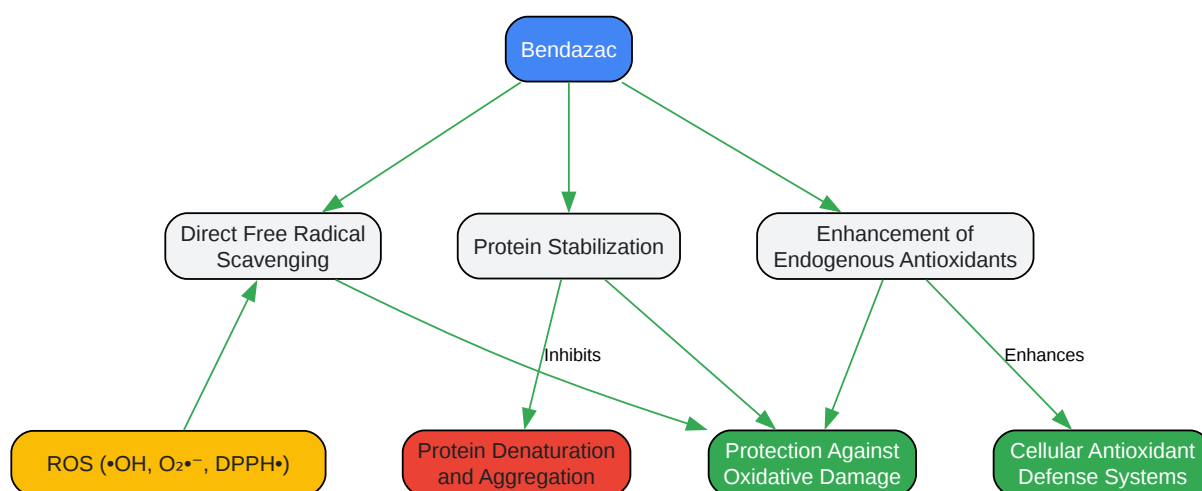 Bendazac
Direct Free Radical
Scavenging
Protein Stabilization
Enhancement of
Endogenous Antioxidants
Inhibits
Enhances
ROS (•OH, O₂•⁻, DPPH•)
Protein Denaturation
and Aggregation
Protection Against
Oxidative Damage
Cellular Antioxidant
Defense Systems